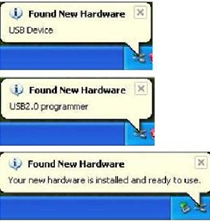 Found New Hardware
USB Device
Found New Hardware
USB2.0 programmer
Found New Hardware
Your new hardware is installed and ready to use.